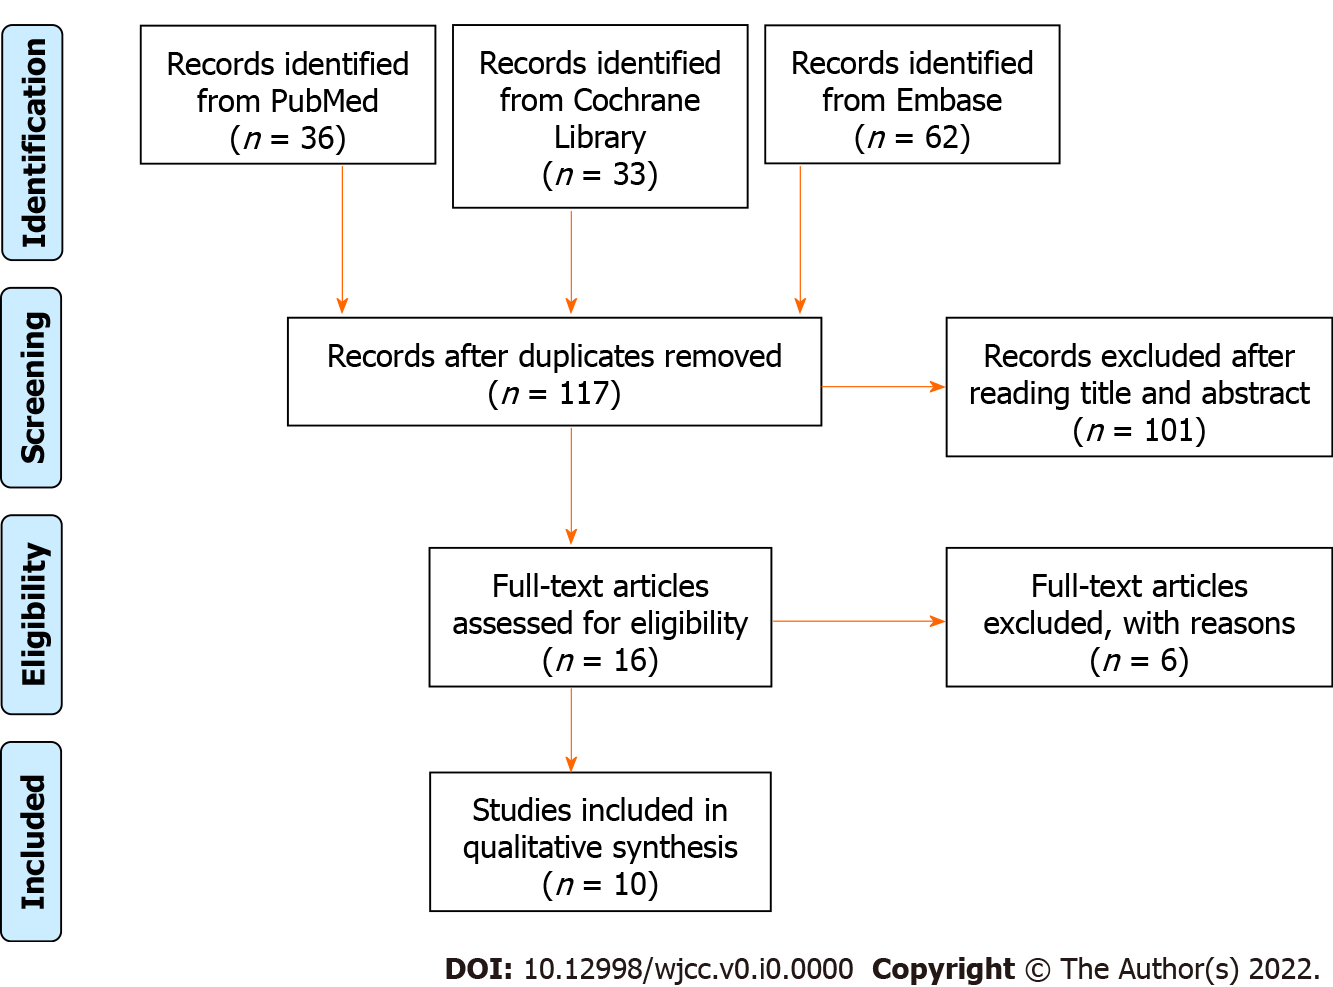 Identification
Records identified
from PubMed
(n = 36)
Records identified
from Cochrane
Library
(n = 33)
Records identified
from Embase
(n = 62)
Screening
Records after duplicates removed
(n = 117)
Records excluded after
reading title and abstract
(n = 101)
Eligibility
Full-text articles
assessed for eligibility
(n = 16)
Full-text articles
excluded, with reasons
(n = 6)
Included
Studies included in
qualitative synthesis
(n = 10)
DOI: 10.12998/wjcc.v0.i0.0000 Copyright © The Author(s) 2022.